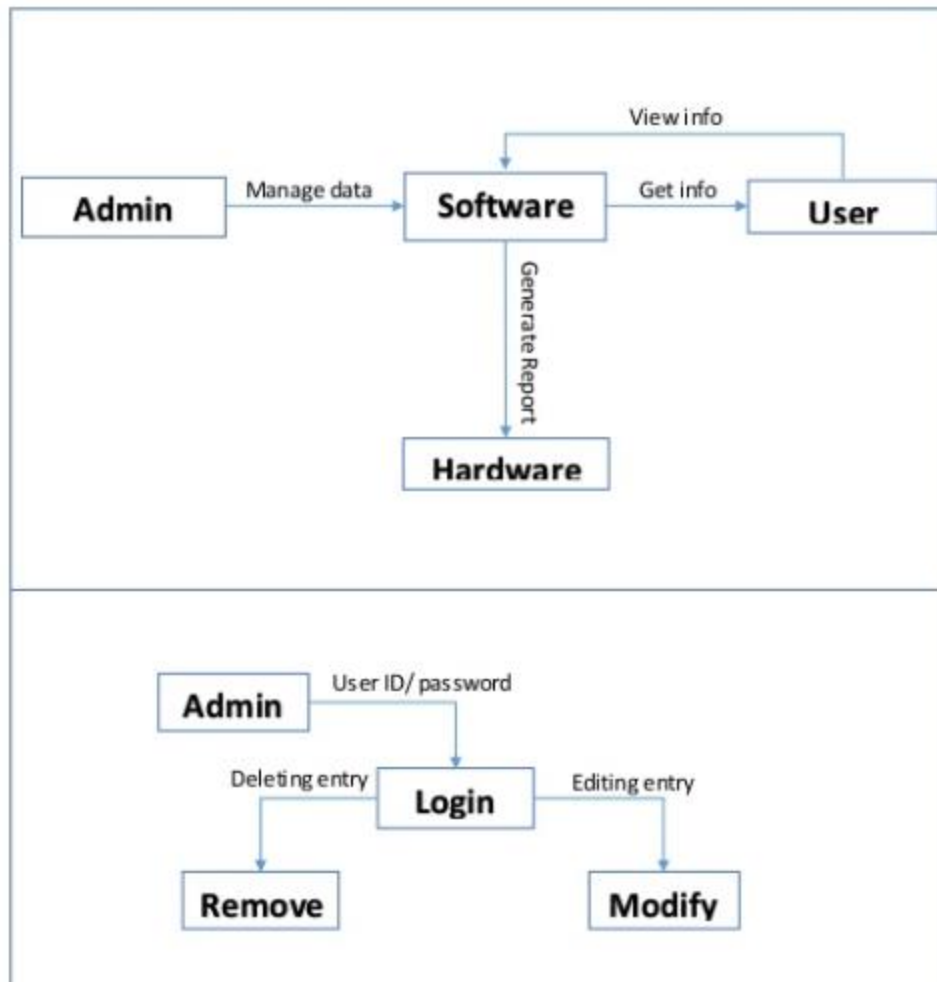 View info
Admin
Manage data
Software
Get info
User
Generate Report
Hardware
Admin
User ID/ password
Deleting entry
Login
Editing entry
Remove
Modify